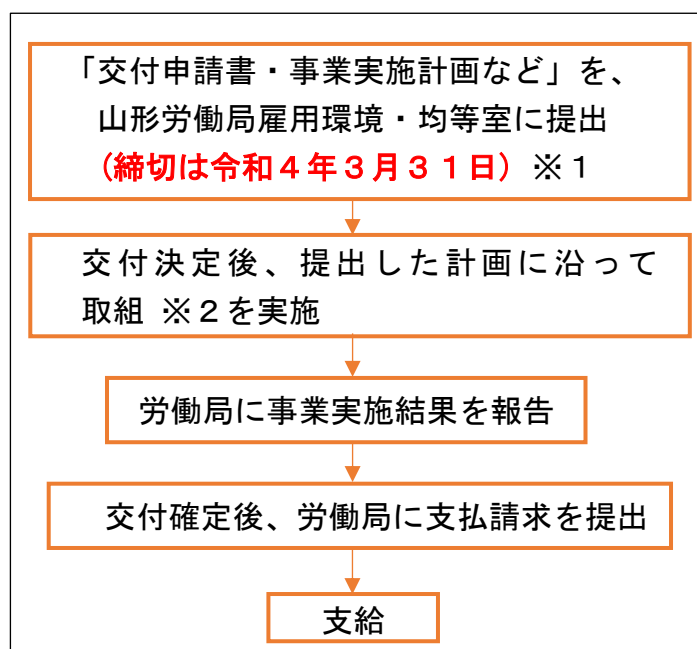 「交付申請書・事業実施計画など」を、
山形労働局雇用環境・均等室に提出
（締切は令和４年３月３１日）※１
交付決定後、提出した計画に沿って
取組 ※２を実施
労働局に事業実施結果を報告
交付確定後、労働局に支払請求を提出
支給